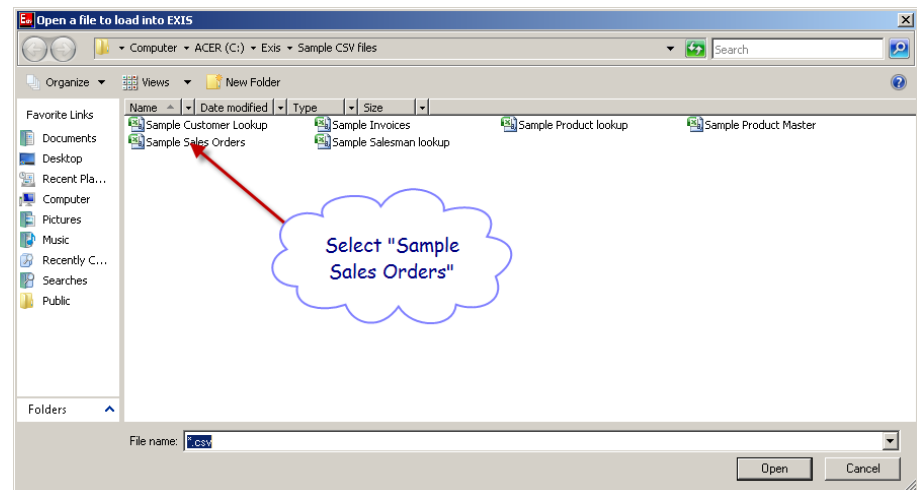 Open a file to load into EXIS
Computer ACER (C:) Exis Sample CSV files
Search
Organize Views New Folder
Favorite Links
Documents
Desktop
Recent Pla...
Computer
Pictures
Music
Recently C...
Searches
Public
Folders
Name Date modified Type Size
Sample Customer Lookup Sample Invoices Sample Product lookup Sample Product Master
Sample Sales Orders Sample Salesman lookup
Select "Sample
Sales Orders"
File name: *.csv
Open Cancel